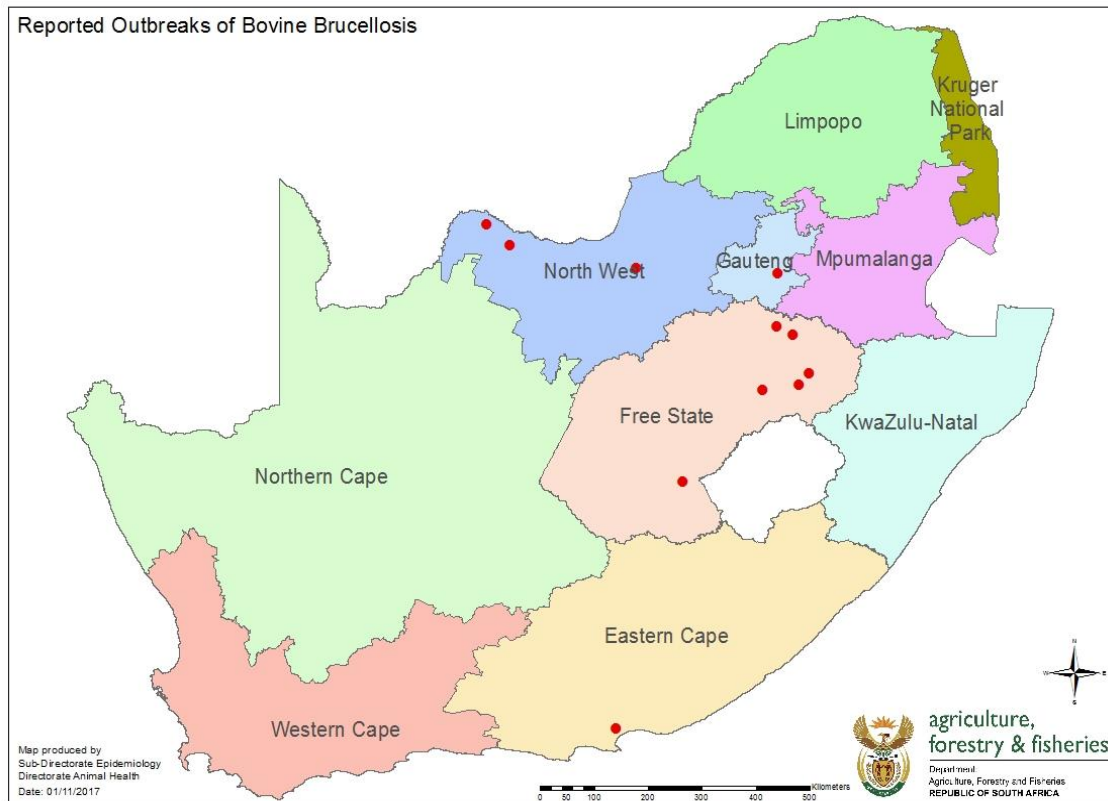 Reported Outbreaks of Bovine Brucellosis
Kruger
National
Park
Limpopo
North West
Gauteng
Mpumalanga
Free State
KwaZulu-Natal
Northern Cape
Eastern Cape
Western Cape
N
W E
S
agriculture,
forestry & fisheries
Department:
Agriculture, Forestry and Fisheries
REPUBLIC OF SOUTH AFRICA
Map produced by
Sub-Directorate Epidemiology
Directorate Animal Health
Date: 01/11/2017
Kilometers
0 50 100 200 300 400 500